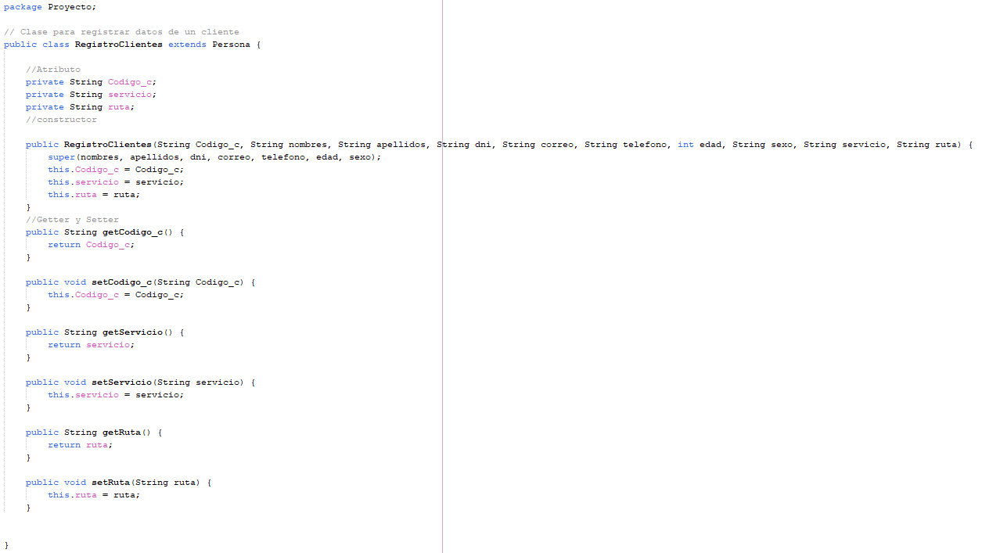 package Proyecto;
// Clase para registrar datos de un cliente
public class RegistroClientes extends Persona {
//Atributo
private String Codigo_c;
private String servicio;
private String ruta;
//constructor
public RegistroClientes(String Codigo_c, String nombres, String apellidos, String dni, String correo, String telefono, int edad, String sexo, String servicio, String ruta) {
super(nombres, apellidos, dni, correo, telefono, edad, sexo);
this.Codigo_c = Codigo_c;
this.servicio = servicio;
this.ruta = ruta;
}
//Getter y Setter
public String getCodigo_c() {
return Codigo_c;
}
public void setCodigo_c(String Codigo_c) {
this.Codigo_c = Codigo_c;
}
public String getServicio() {
return servicio;
}
public void setServicio(String servicio) {
this.servicio = servicio;
}
public String getRuta() {
return ruta;
}
public void setRuta(String ruta) {
this.ruta = ruta;
}
}